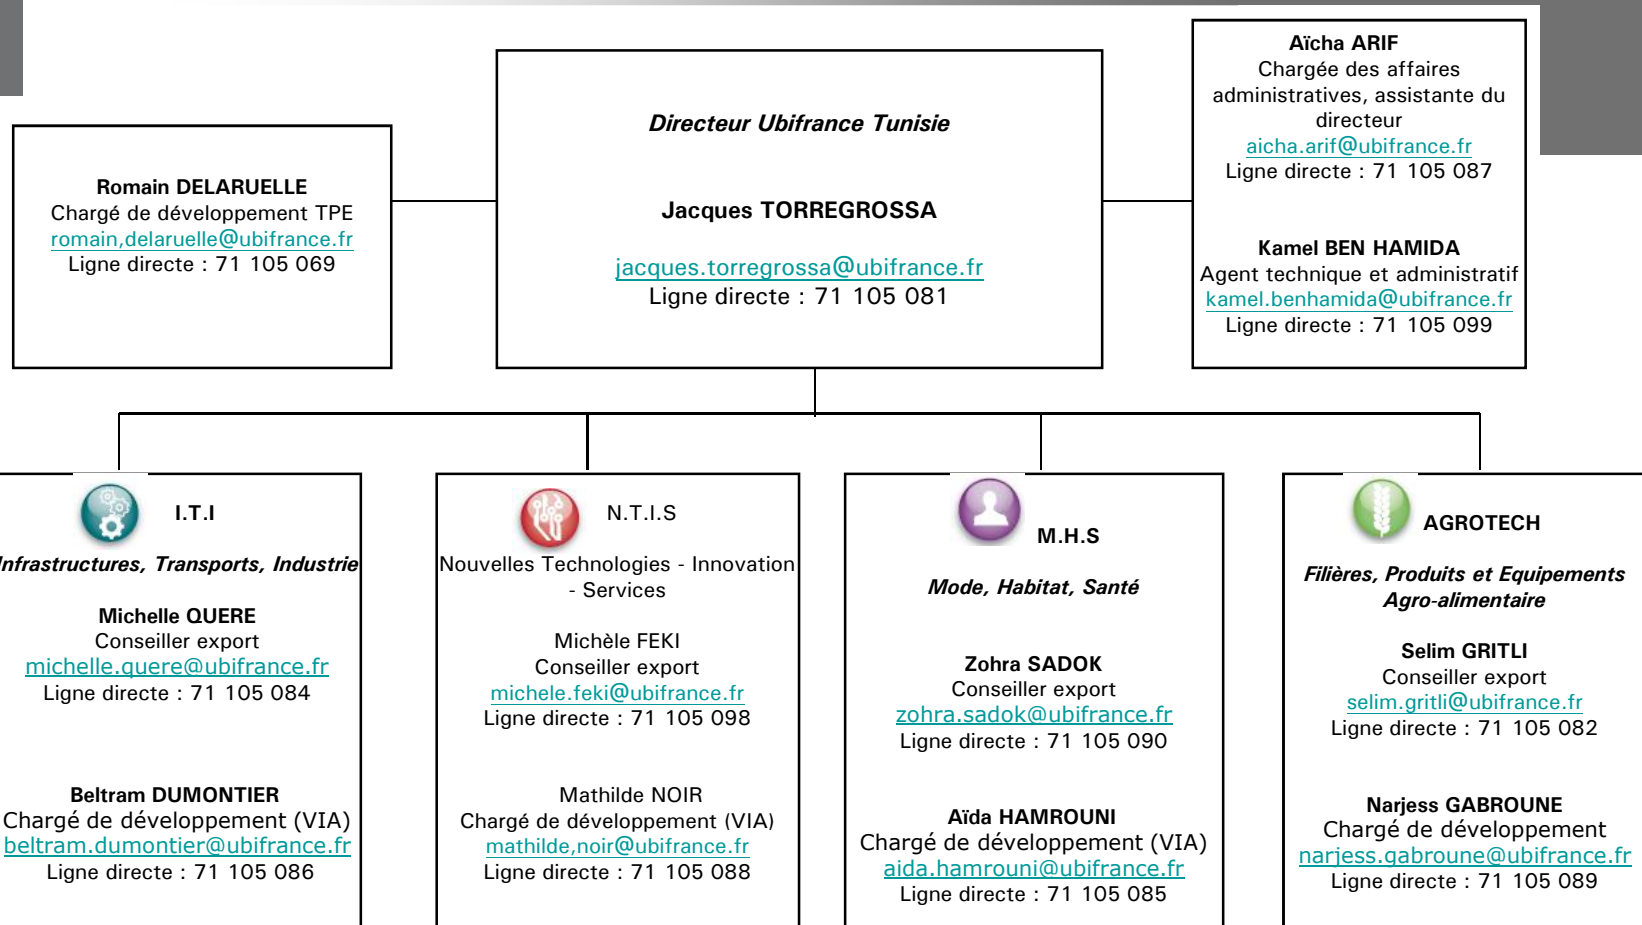 Romain DELARUELLE
Chargé de développement TPE
romain,delaruelle@ubifrance.fr
Ligne directe : 71 105 069
Directeur Ubifrance Tunisie
Jacques TORREGROSSA
jacques.torregrossa@ubifrance.fr
Ligne directe : 71 105 081
Aïcha ARIF
Chargée des affaires
administratives, assistante du
directeur
aicha.arif@ubifrance.fr
Ligne directe : 71 105 087
Kamel BEN HAMIDA
Agent technique et administratif
kamel.benhamida@ubifrance.fr
Ligne directe : 71 105 099
I.T.I
Infrastructures, Transports, Industrie
Michelle QUERE
Conseiller export
michelle.quere@ubifrance.fr
Ligne directe : 71 105 084
Beltram DUMONTIER
Chargé de développement (VIA)
beltram.dumontier@ubifrance.fr
Ligne directe : 71 105 086
N.T.I.S
Nouvelles Technologies - Innovation
- Services
Michèle FEKI
Conseiller export
michele.feki@ubifrance.fr
Ligne directe : 71 105 098
Mathilde NOIR
Chargé de développement (VIA)
mathilde,noir@ubifrance.fr
Ligne directe : 71 105 088
M.H.S
Mode, Habitat, Santé
Zohra SADOK
Conseiller export
zohra.sadok@ubifrance.fr
Ligne directe : 71 105 090
Aïda HAMROUNI
Chargé de développement (VIA)
aida.hamrouni@ubifrance.fr
Ligne directe : 71 105 085
AGROTECH
Filières, Produits et Equipements
Agro-alimentaire
Selim GRITLI
Conseiller export
selim.gritli@ubifrance.fr
Ligne directe : 71 105 082
Narjess GABROUNE
Chargé de développement
narjess.gabroune@ubifrance.fr
Ligne directe : 71 105 089